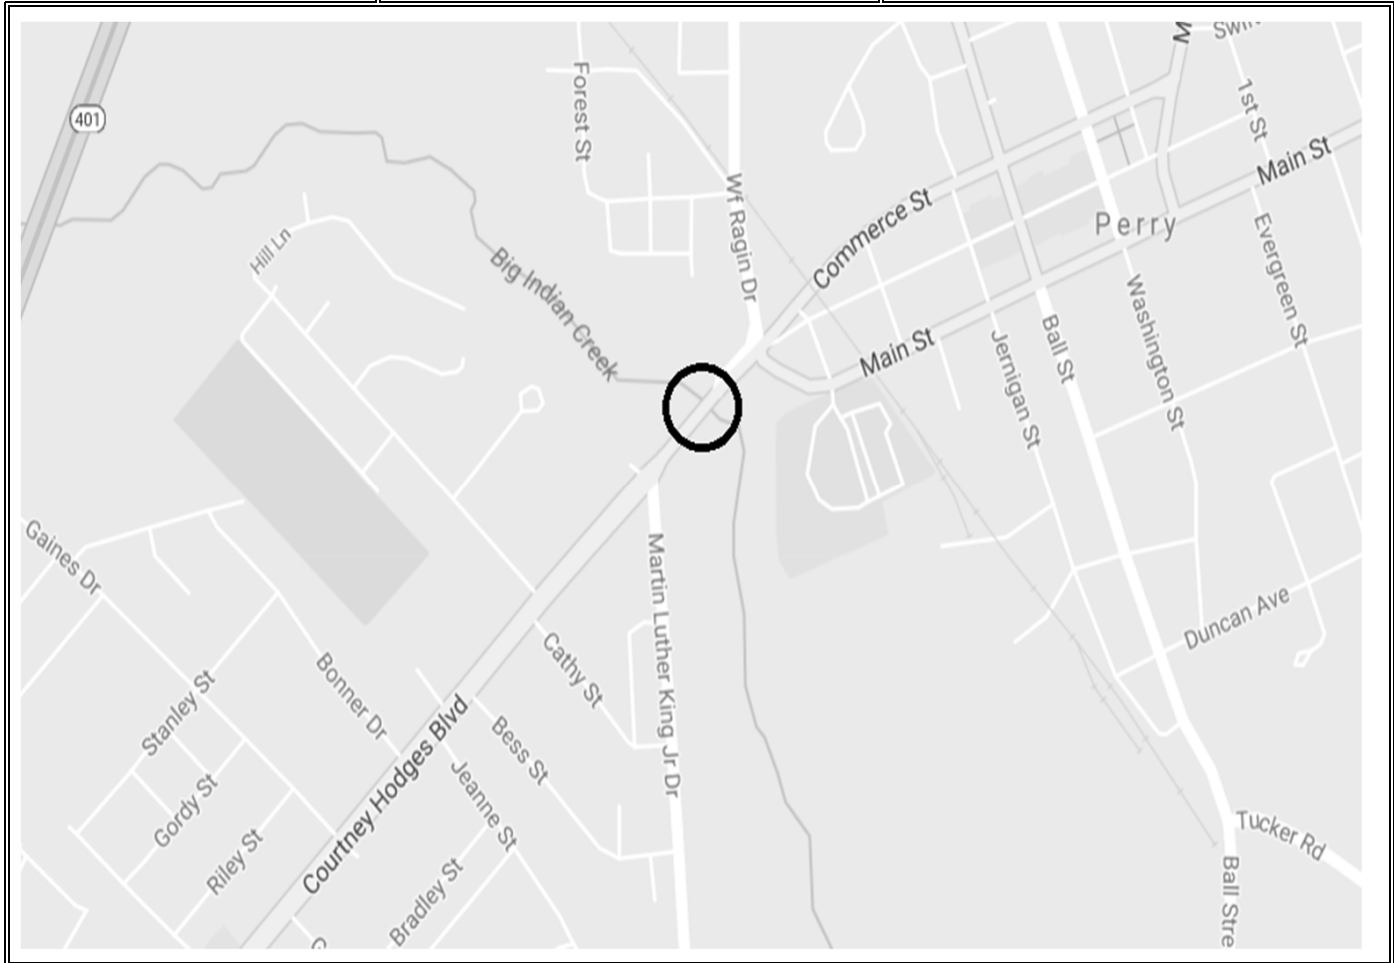 W
Swif
401
Forest St
1st St
Main St
Wf Ragin Dr
Commerce St
Perry
Hill Ln
Big Indian Creek
Evergreen St
Washington St
Ball St
Main St
Jernigan St
Gaines Dr
Martin Luther King Jr Dr
Duncan Ave
Cathy St
Stanley St
Bonner Dr
Courtney Hodges Blvd
Bess St
Jeanne St
Gordy St
Riley St
Bradley St
Tucker Rd
Ball Stre